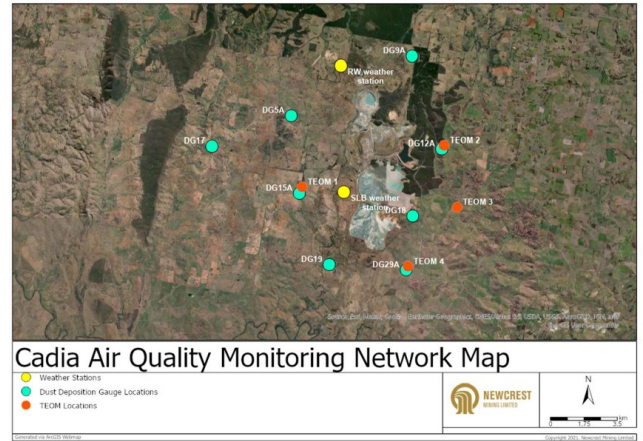 DG9A
RW weather
station
DG5A
DG17
DG12A
TEOM 2
TEOM 1
DG15A
SLB weather
station
DG18
TEOM 3
DG19
DG29A
TEOM 4
Cadia Air Quality Monitoring Network Map
Weather Stations
Dust Deposition Gauge Locations
TEOM Locations
NEWCREST
MINING LIMITED
N
km
0 1.75 3.5
Generated via ArcGIS Webmap
Copyright 2021, Newcrest Mining Limited